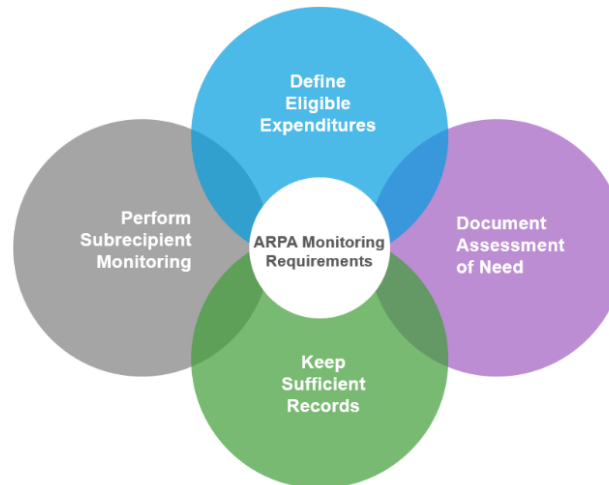 Define
Eligible
Expenditures
Perform
Subrecipient
Monitoring
ARPA Monitoring
Requirements
Document
Assessment
of Need
Keep
Sufficient
Records